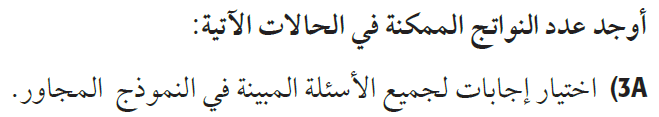 أوجد عدد النواتج الممكنة في الحالات الآتية:
3A) اختيار إجابات لجميع الأسئلة المبينة في النموذج المجاور.